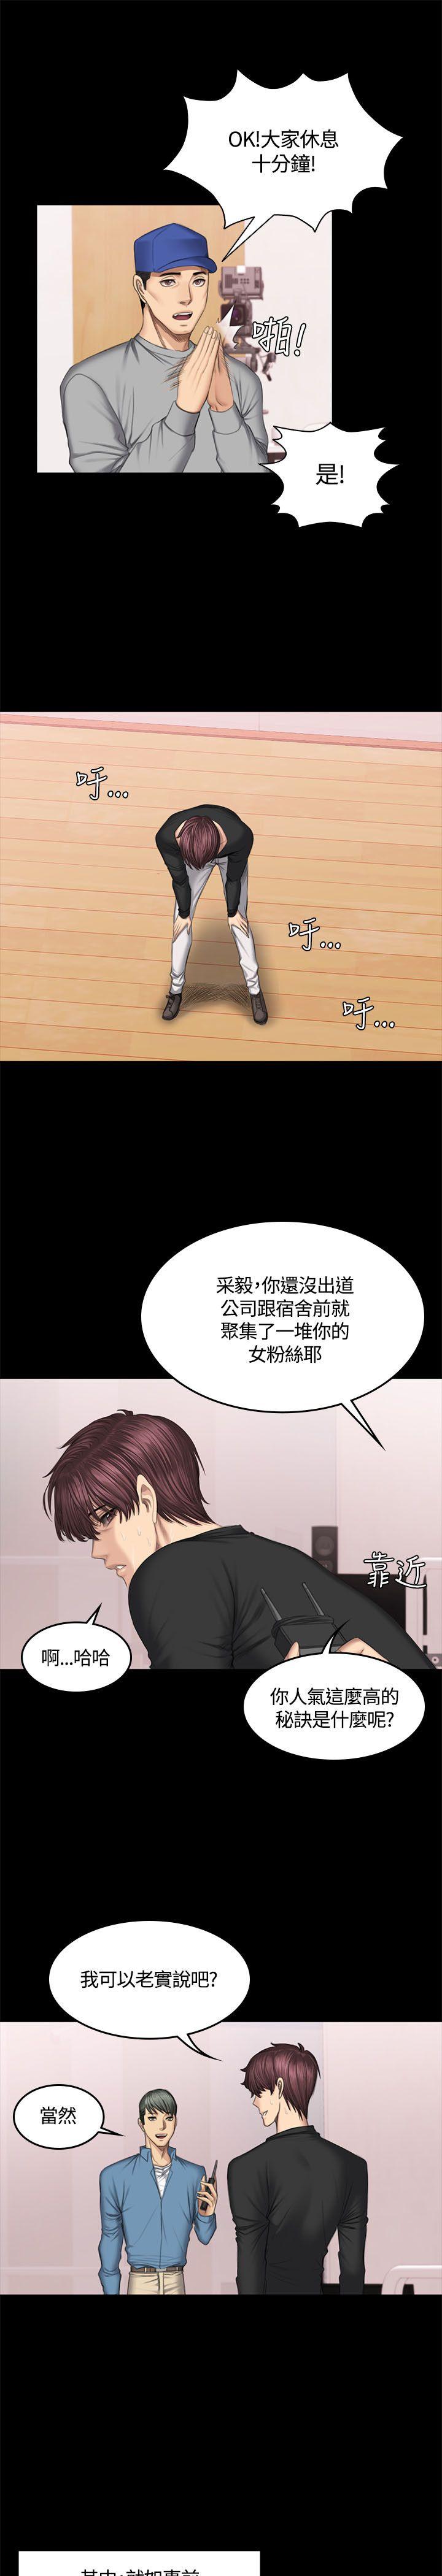 OK!大家休息
十分鐘!
啪!
是!
吁...
吁...
吁...
采毅,你還沒出道
公司跟宿舍前就
聚集了一堆你的
女粉絲耶
靠近
啊...哈哈
你人氣這麼高的
秘訣是什麼呢?
我可以老實說吧?
當然